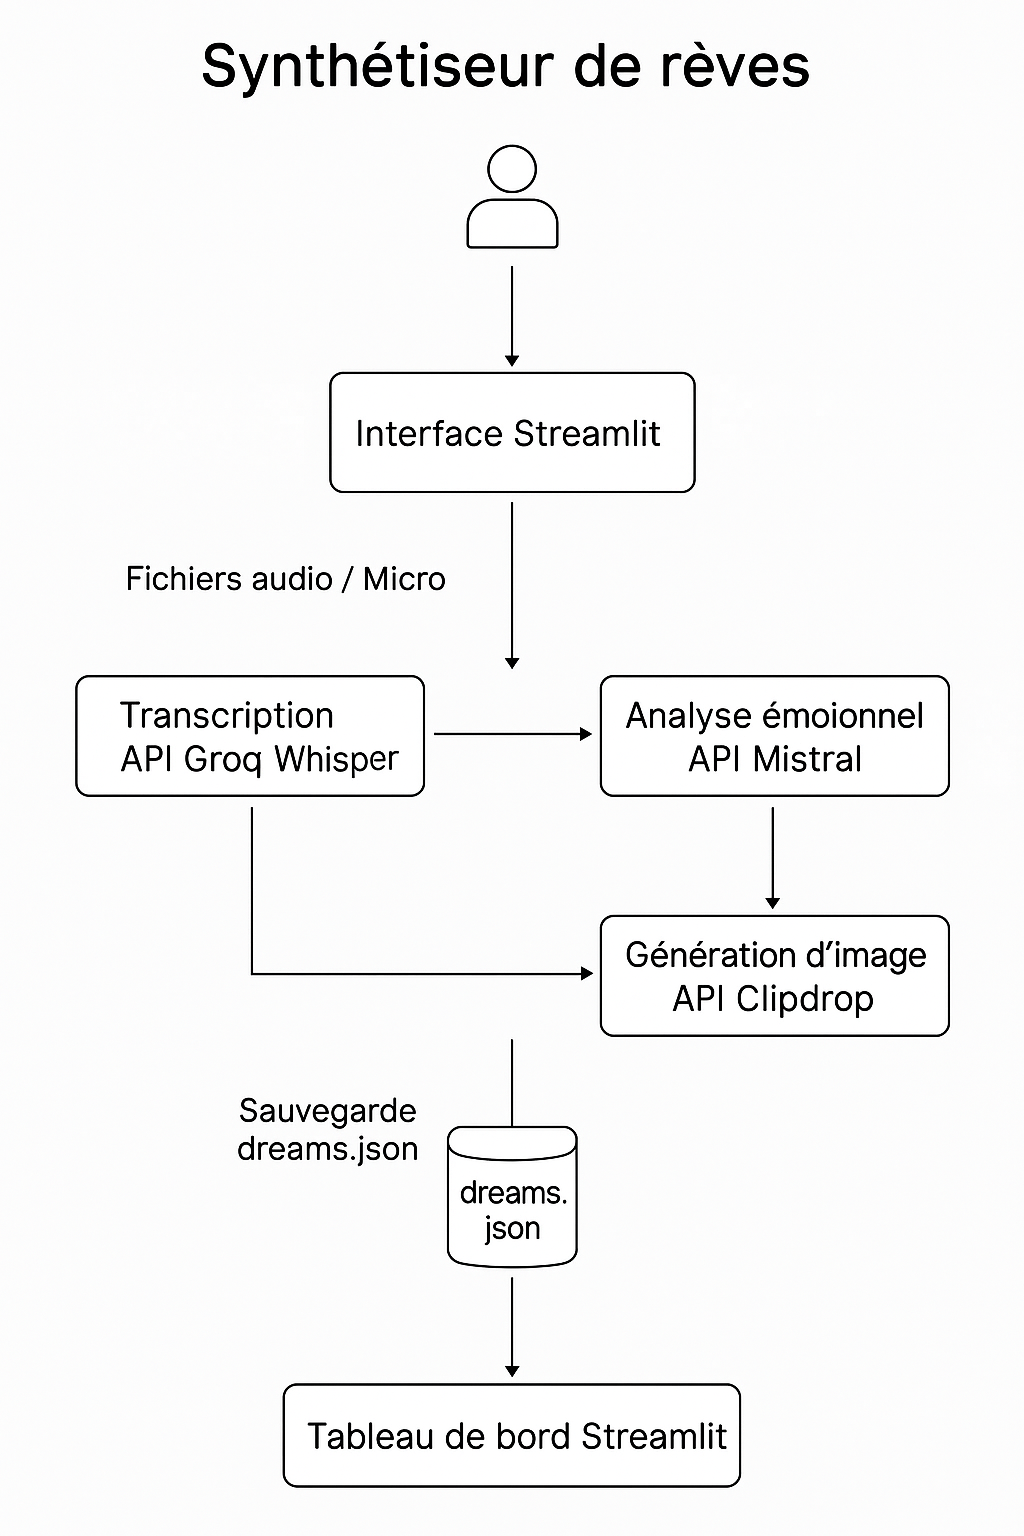 Synthétiseur de rèves
Interface Streamlit
Fichiers audio / Micro
Transcription
API Groq Whisper
Analyse émoionnel
API Mistral
Génération d’image
API Clipdrop
Sauvegarde
dreams.json
dreams.
json
Tableau de bord Streamlit